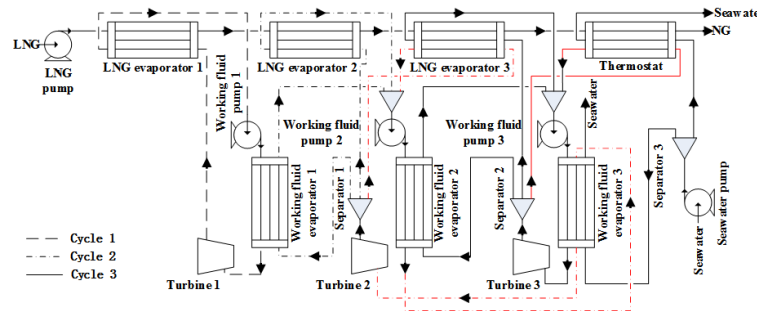 Seawater
LNG
NG
LNG
pump
LNG evaporator 1
LNG evaporator 2
LNG evaporator 3
Thermostat
Working fluid
pump 1
Working fluid
pump 2
Working fluid
pump 3
Seawater
Working fluid
evaporator 1
Separator 1
Working fluid
evaporator 2
Separator 2
Working fluid
evaporator 3
Separator 3
Seawater
Seawater pump
Cycle 1
Cycle 2
Cycle 3
Turbine 1
Turbine 2
Turbine 3